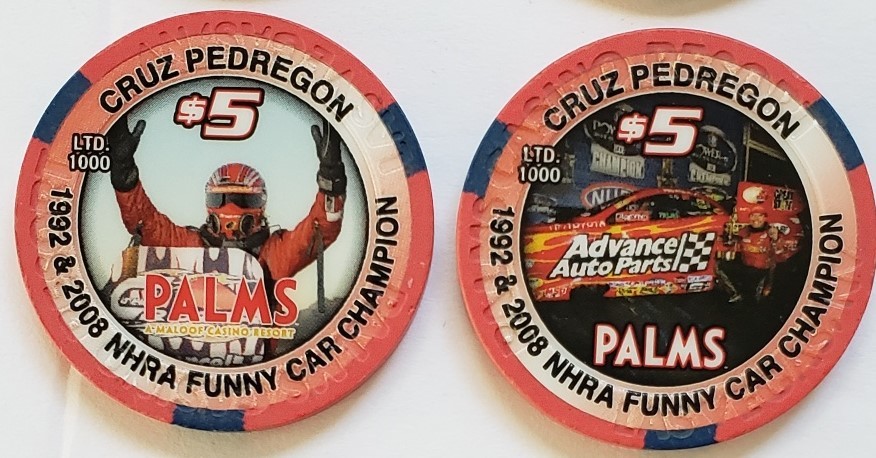 CRUZ PEDREGON
$5
LTD.
1000
PALMS
A MALOOF CASINO RESORT
1992 & 2008 NHRA FUNNY CAR CHAMPION
CRUZ PEDREGON
$5
LTD.
1000
CHAMPION
Advance
Auto Parts
PALMS
1992 & 2008 NHRA FUNNY CAR CHAMPION